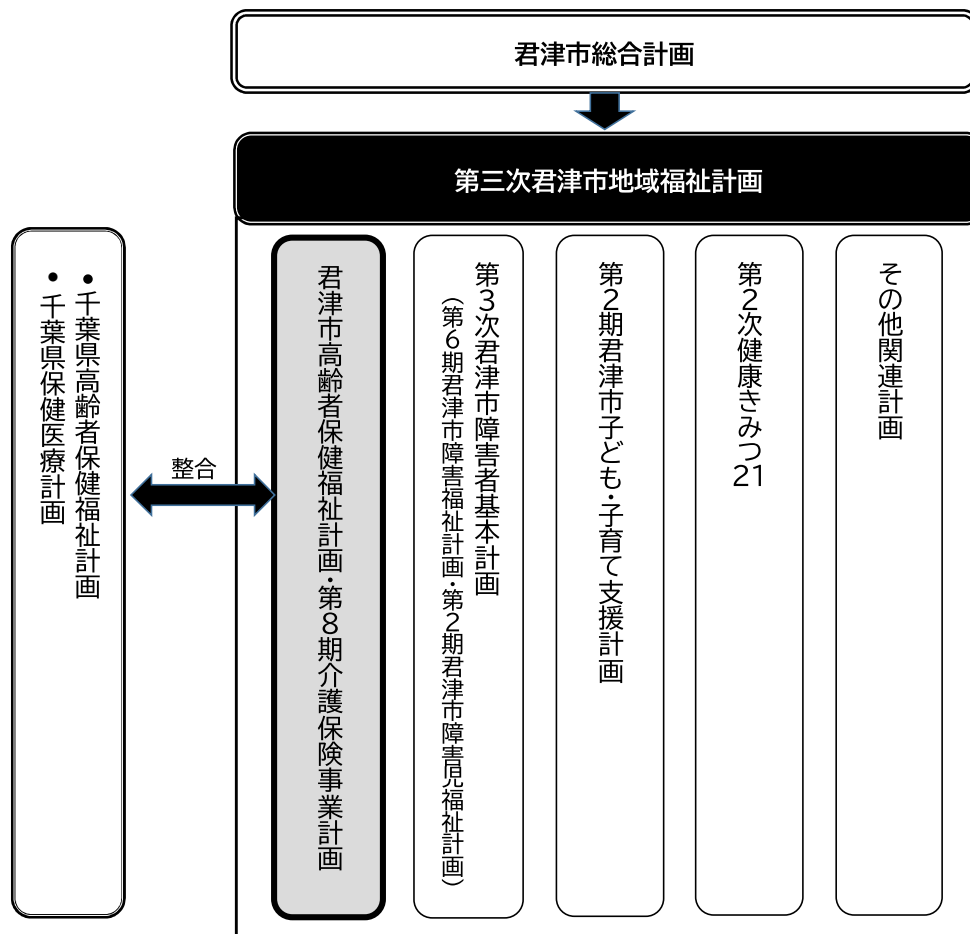 君津市総合計画
第三次君津市地域福祉計画
• 千葉県高齢者保健福祉計画
• 千葉県保健医療計画
整合
君津市高齢者保健福祉計画・第8期介護保険事業計画
第3次君津市障害者基本計画
(第6期君津市障害福祉計画・第2期君津市障害児福祉計画)
第2期君津市子ども・子育て支援計画
第2次健康きみつ21
その他関連計画